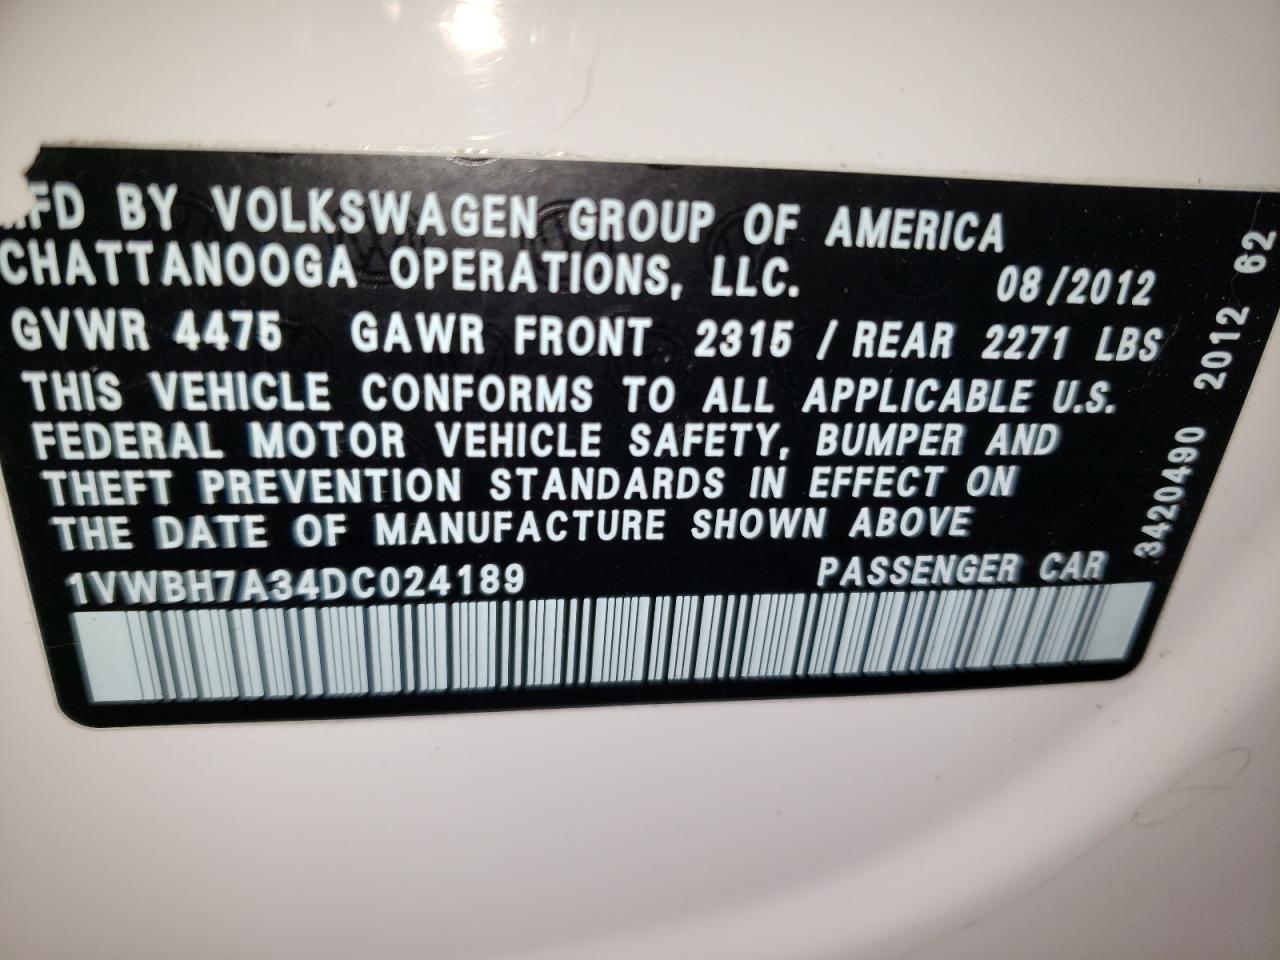 MFD BY VOLKSWAGEN GROUP OF AMERICA
CHATTANOOGA OPERATIONS, LLC. 08/2012
GVWR 4475 GAWR FRONT 2315 / REAR 2271 LBS
THIS VEHICLE CONFORMS TO ALL APPLICABLE U.S.
FEDERAL MOTOR VEHICLE SAFETY, BUMPER AND
THEFT PREVENTION STANDARDS IN EFFECT ON
THE DATE OF MANUFACTURE SHOWN ABOVE
1VWBH7A34DC024189 PASSENGER CAR
3420490 2012 62